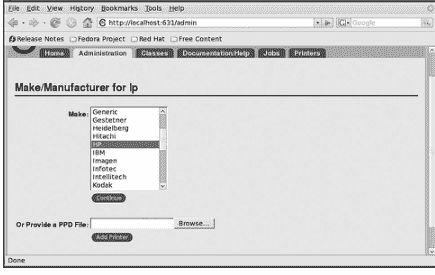 File Edit View History Bookmarks Tools Help
http://localhost:631/admin
Google
Release Notes Fedora Project Red Hat Free Content
Home Administration Classes Documentation/Help Jobs Printers
Make/Manufacturer for lp
Make:
Generic
Gestetner
Heidelberg
Hitachi
HP
IBM
Imagen
Infotec
Intellitech
Kodak
Continue
Or Provide a PPD File: Browse...
Add Printer
Done